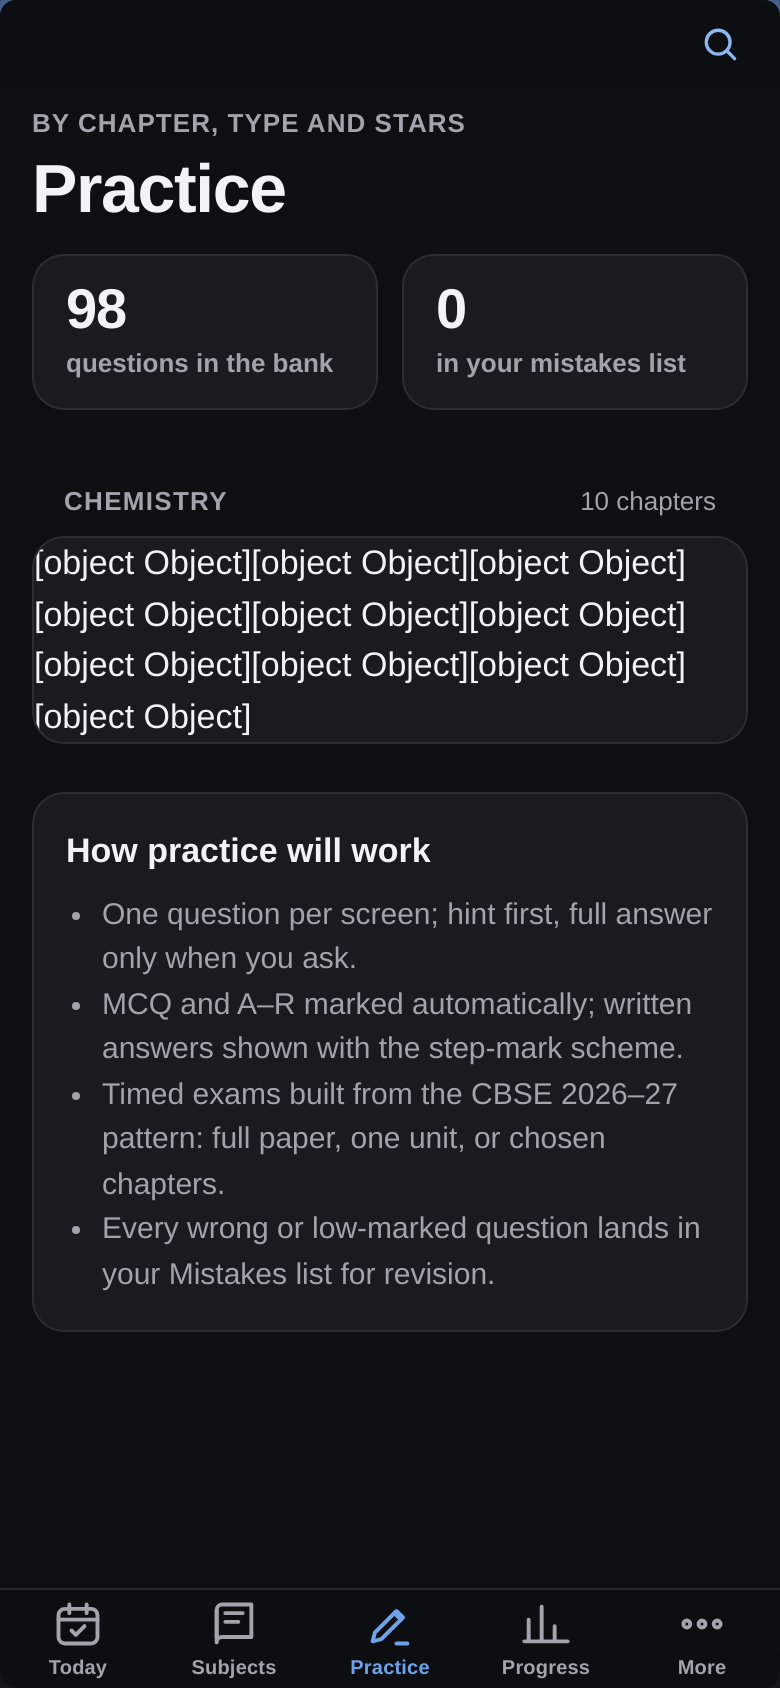 BY CHAPTER, TYPE AND STARS
Practice
98
questions in the bank
0
in your mistakes list
CHEMISTRY
10 chapters
[object Object][object Object][object Object]
[object Object][object Object][object Object]
[object Object][object Object][object Object]
[object Object]
How practice will work
• One question per screen; hint first, full answer
only when you ask.
• MCQ and A–R marked automatically; written
answers shown with the step-mark scheme.
• Timed exams built from the CBSE 2026–27
pattern: full paper, one unit, or chosen
chapters.
• Every wrong or low-marked question lands in
your Mistakes list for revision.
Today
Subjects
Practice
Progress
More